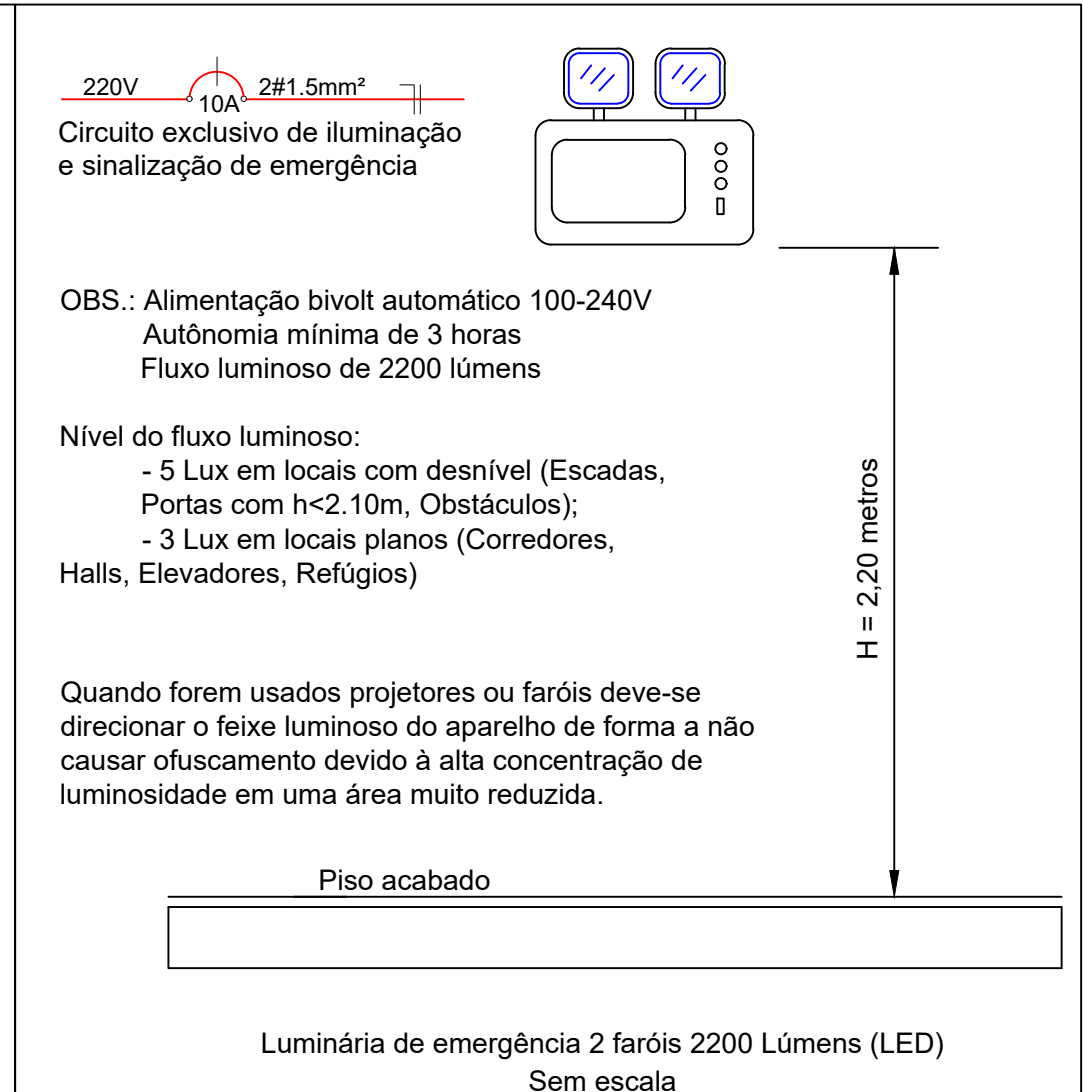 220V 10A 2#1.5mm²
Circuito exclusivo de iluminação
e sinalização de emergência
OBS.: Alimentação bivolt automático 100-240V
Autônomia mínima de 3 horas
Fluxo luminoso de 2200 lúmens
Nível do fluxo luminoso:
- 5 Lux em locais com desnível (Escadas,
Portas com h<2.10m, Obstáculos);
- 3 Lux em locais planos (Corredores,
Halls, Elevadores, Refúgios)
H = 2,20 metros
Quando forem usados projetores ou faróis deve-se
direcionar o feixe luminoso do aparelho de forma a não
causar ofuscamento devido à alta concentração de
luminosidade em uma área muito reduzida.
Piso acabado
Luminária de emergência 2 faróis 2200 Lúmens (LED)
Sem escala